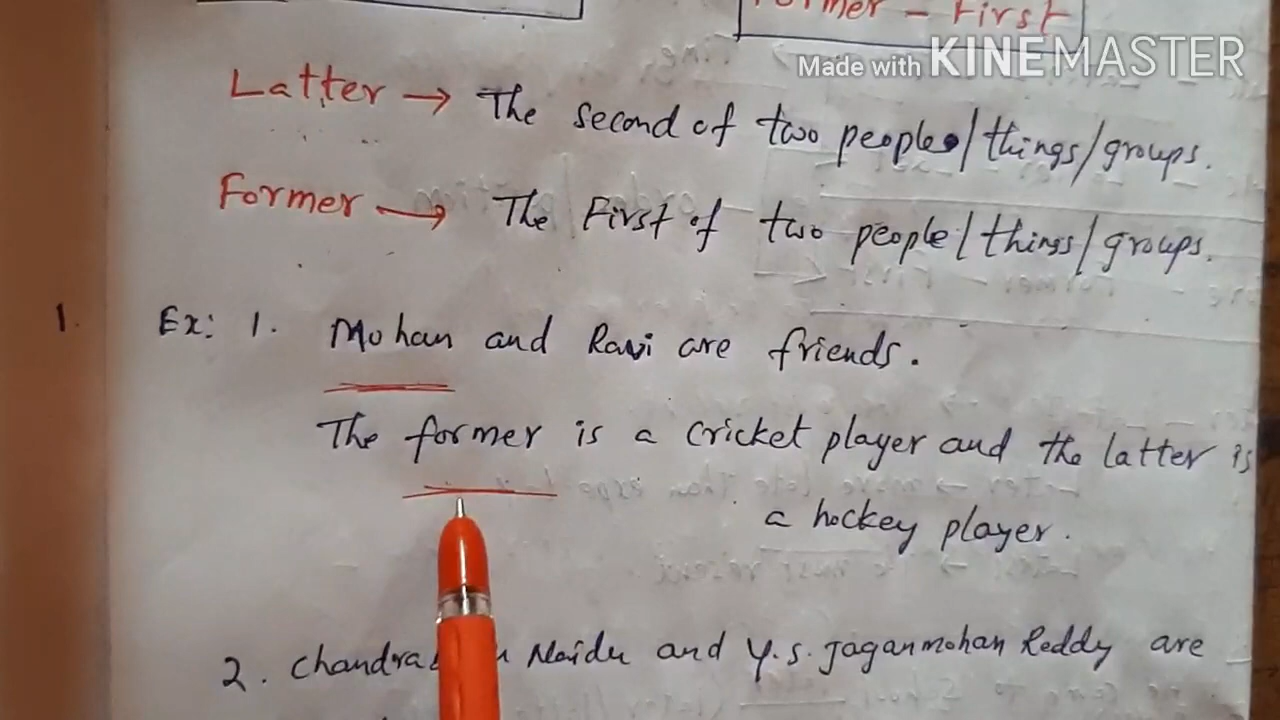 Former - First
Made with KINEMASTER
Latter → The second of two people/things/groups.
Former → The First of two people/things/groups.
1. Ex: 1. Mohan and Ravi are friends.
The former is a cricket player and the latter is
a hockey player.
2. Naidu and Y.S. Jaganmohan Reddy are